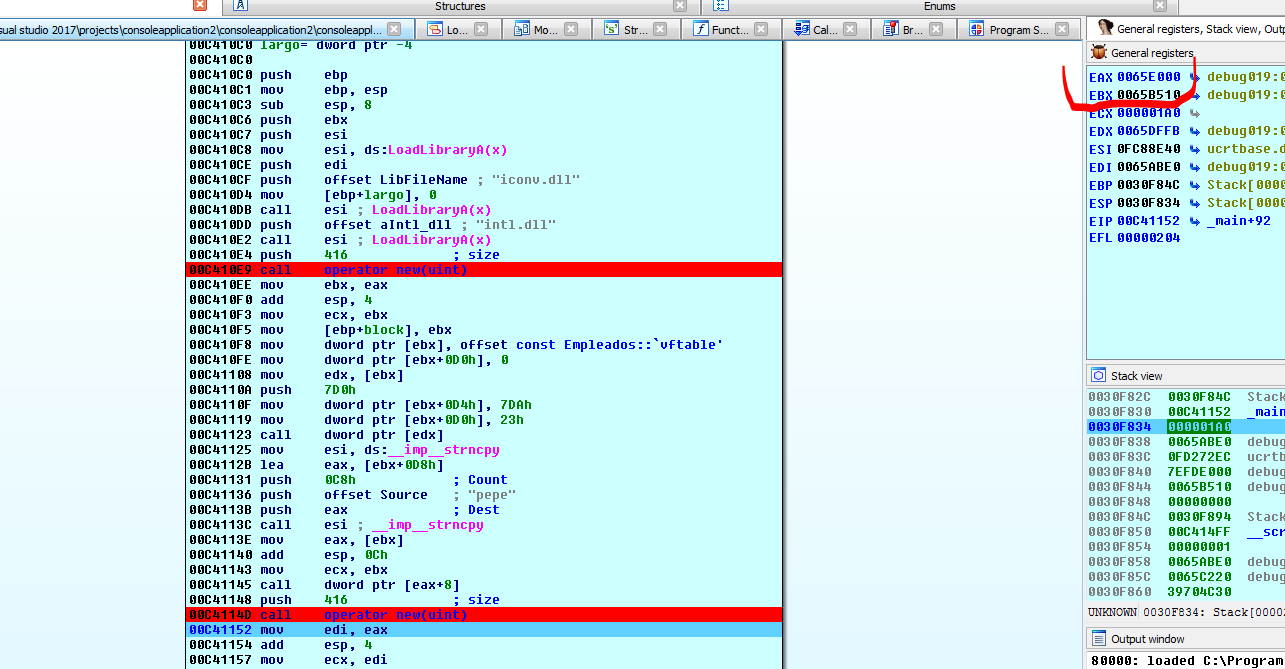 Structures
Enums
sual studio 2017\projects\consoleapplication2\consoleapplication2\consoleappl...
Lo...
Mo...
Str...
Funct...
Cal...
Br...
Program S...
General registers, Stack view, Outp
00C410C0 largo= dword ptr -4
00C410C0
00C410C0 push ebp
00C410C1 mov ebp, esp
00C410C3 sub esp, 8
00C410C6 push ebx
00C410C7 push esi
00C410C8 mov esi, ds:LoadLibraryA(x)
00C410CE push edi
00C410CF push offset LibFileName ; "iconv.dll"
00C410D4 mov [ebp+largo], 0
00C410DB call esi ; LoadLibraryA(x)
00C410DD push offset aIntl_dll ; "intl.dll"
00C410E2 call esi ; LoadLibraryA(x)
00C410E4 push 416 ; size
00C410E9 call operator new(uint)
00C410EE mov ebx, eax
00C410F0 add esp, 4
00C410F3 mov ecx, ebx
00C410F5 mov [ebp+block], ebx
00C410F8 mov dword ptr [ebx], offset const Empleados::`vftable'
00C410FE mov dword ptr [ebx+0D0h], 0
00C41108 mov edx, [ebx]
00C4110A push 7D0h
00C4110F mov dword ptr [ebx+0D4h], 7DAh
00C41119 mov dword ptr [ebx+0D0h], 23h
00C41123 call dword ptr [edx]
00C41125 mov esi, ds:__imp__strncpy
00C4112B lea eax, [ebx+0D8h]
00C41131 push 0C8h ; Count
00C41136 push offset Source ; "pepe"
00C4113B push eax ; Dest
00C4113C call esi ; __imp__strncpy
00C4113E mov eax, [ebx]
00C41140 add esp, 0Ch
00C41143 mov ecx, ebx
00C41145 call dword ptr [eax+8]
00C41148 push 416 ; size
00C4114D call operator new(uint)
00C41152 mov edi, eax
00C41154 add esp, 4
00C41157 mov ecx, edi
General registers
EAX 0065E000 debug019:0
EBX 0065B510 debug019:0
ECX 000001A0
EDX 0065DFFB debug019:0
ESI 0FC88E40 ucrtbase.d
EDI 0065ABE0 debug019:0
EBP 0030F84C Stack[0000
ESP 0030F834 Stack[0000
EIP 00C41152 _main+92
EFL 00000204
Stack view
0030F82C 0030F84C Stack
0030F830 00C41152 _main
0030F834 000001A0
0030F838 0065ABE0 debug
0030F83C 0FD272EC ucrtb
0030F840 7EFDE000 debug
0030F844 0065B510 debug
0030F848 00000000
0030F84C 0030F894 Stack
0030F850 00C414FF __scr
0030F854 00000001
0030F858 0065ABE0 debug
0030F85C 0065C220 debug
0030F860 39704C30
UNKNOWN 0030F834: Stack[0000
Output window
80000: loaded C:\Program